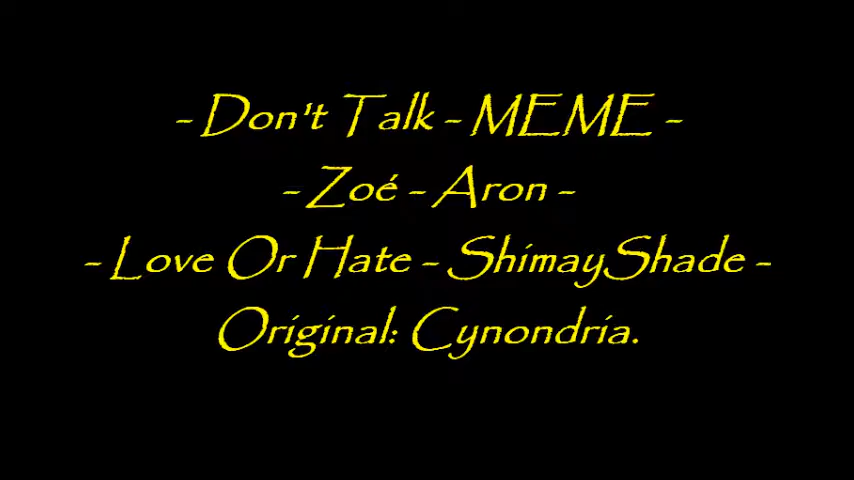 - Don't Talk - MEME -
- Zoé - Aron -
- Love Or Hate - ShimayShade -
Original: Cynondria.